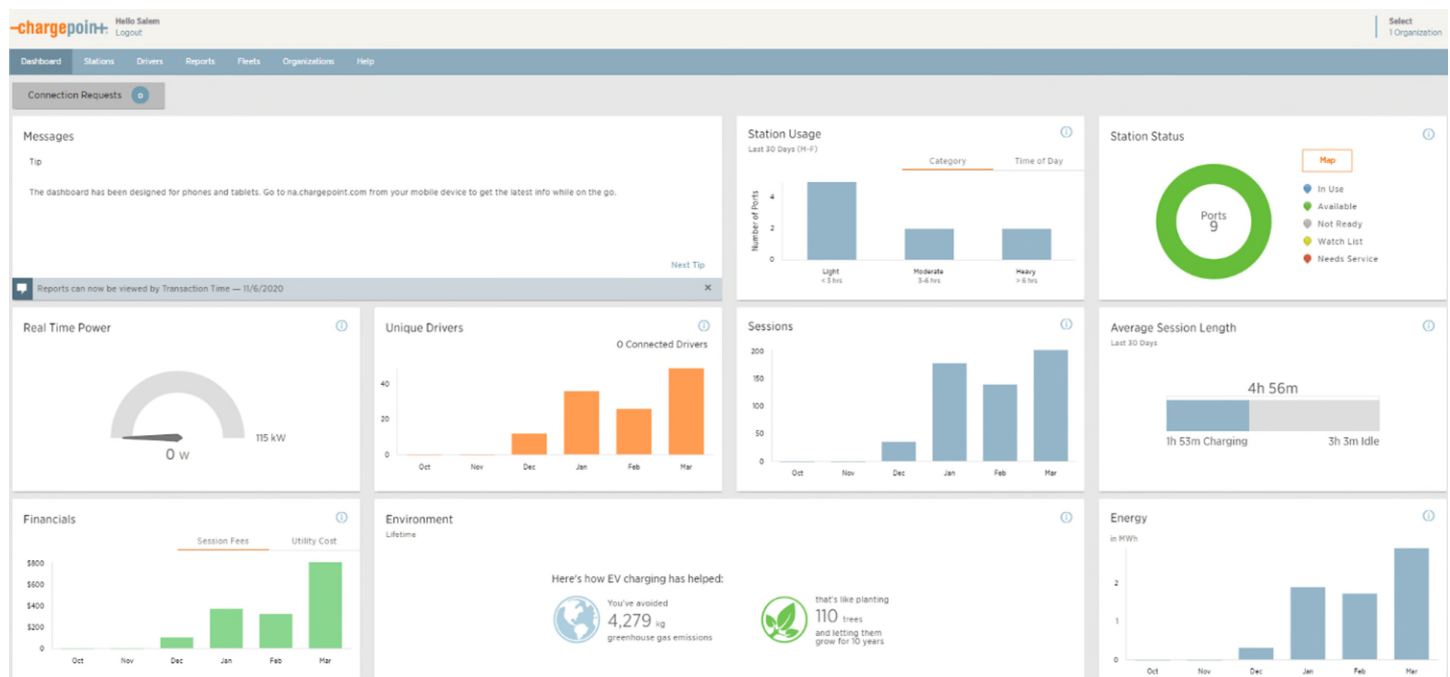 -chargepoin+.
Hello Salem
Logout
Select
1 Organization
Dashboard Stations Drivers Reports Fleets Organizations Help
Connection Requests 0
Messages
Tip
The dashboard has been designed for phones and tablets. Go to na.chargepoint.com from your mobile device to get the latest info while on the go.
Next Tip
Reports can now be viewed by Transaction Time — 11/6/2020 ×
Station Usage
Last 30 Days (M-F)
Category Time of Day
Number of Ports
4
2
0
Light Moderate Heavy
< 3 hrs 3-6 hrs > 6 hrs
Station Status
Ports
9
Map
In Use
Available
Not Ready
Watch List
Needs Service
Real Time Power
115 kW
0 W
Unique Drivers
0 Connected Drivers
40
20
0
Oct Nov Dec Jan Feb Mar
Sessions
200
150
100
50
0
Oct Nov Dec Jan Feb Mar
Average Session Length
Last 30 Days
4h 56m
1h 53m Charging 3h 3m Idle
Financials
Session Fees Utility Cost
$800
$600
$400
$200
0
Oct Nov Dec Jan Feb Mar
Environment
Lifetime
Here's how EV charging has helped:
You've avoided
4,279 kg
greenhouse gas emissions
that's like planting
110 trees
and letting them
grow for 10 years
Energy
in MWh
2
1
0
Oct Nov Dec Jan Feb Mar